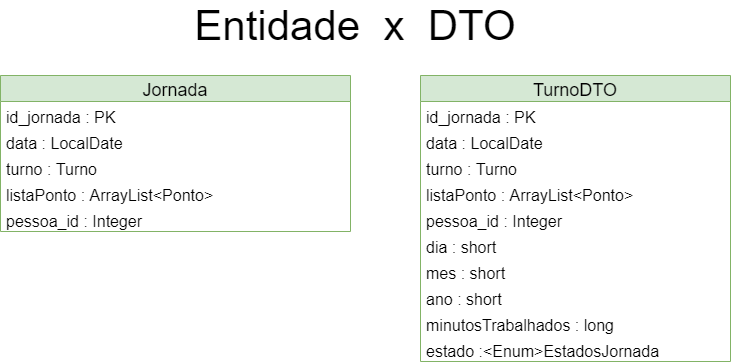 Entidade x DTO
Jornada
id_jornada : PK
data : LocalDate
turno : Turno
listaPonto : ArrayList<Ponto>
pessoa_id : Integer
TurnoDTO
id_jornada : PK
data : LocalDate
turno : Turno
listaPonto : ArrayList<Ponto>
pessoa_id : Integer
dia : short
mes : short
ano : short
minutosTrabalhados : long
estado :<Enum>EstadosJornada